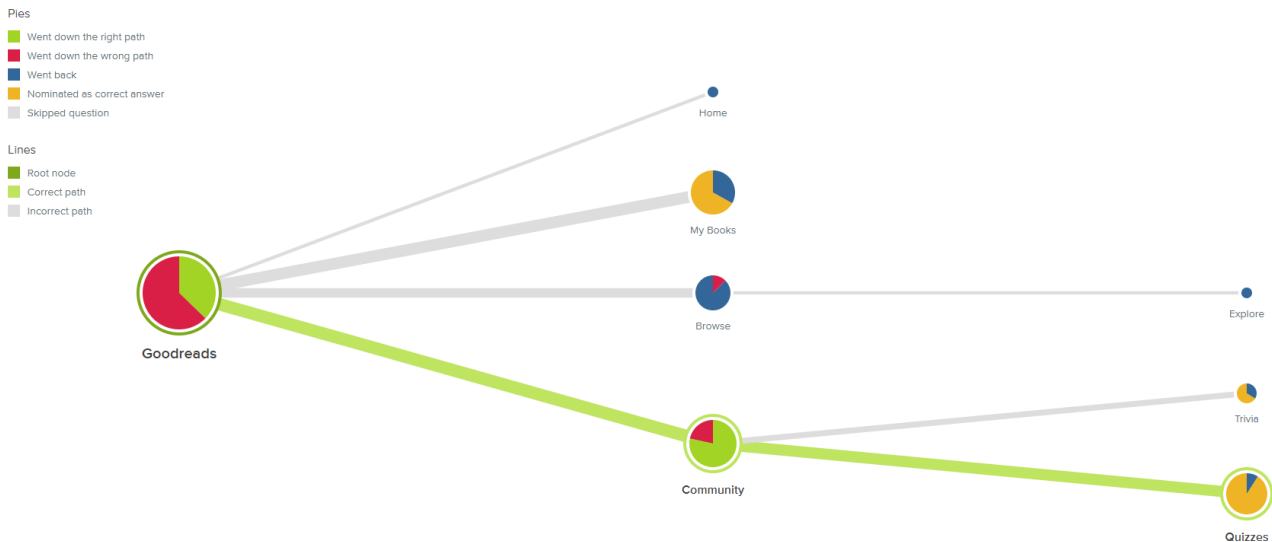 Pies
Went down the right path
Went down the wrong path
Went back
Nominated as correct answer
Skipped question
Lines
Root node
Correct path
Incorrect path
Home
My Books
Browse
Explore
Goodreads
Trivia
Community
Quizzes